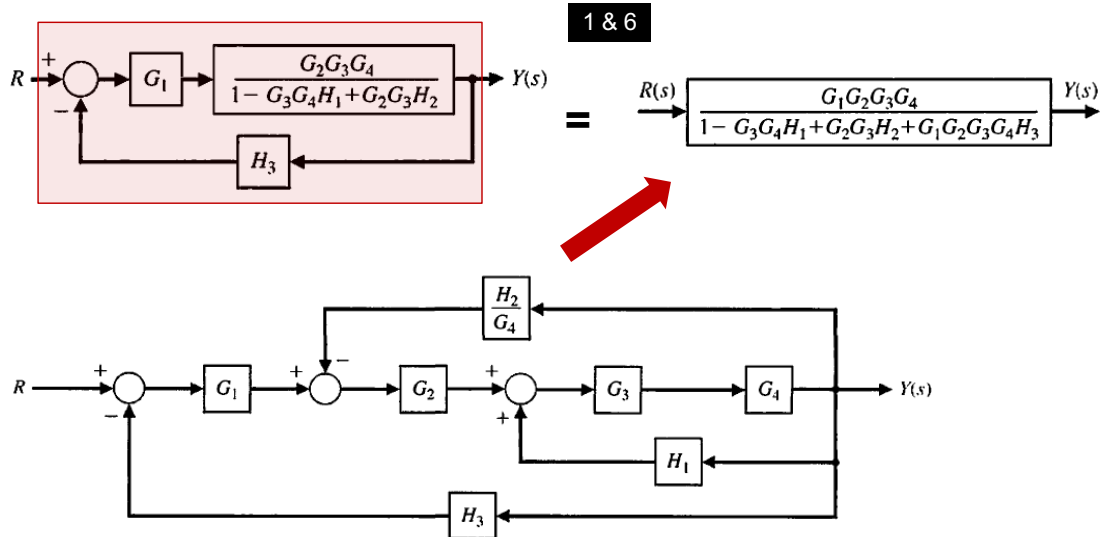 1 & 6
R + − G₁ G₂G₃G₄ / 1− G₃G₄H₁+G₂G₃H₂ Y(s)
H₃
=
R(s) G₁G₂G₃G₄ / 1− G₃G₄H₁+G₂G₃H₂+G₁G₂G₃G₄H₃ Y(s)
H₂ / G₄
R + − G₁ + − G₂ + + G₃ G₄ Y(s)
H₁
H₃